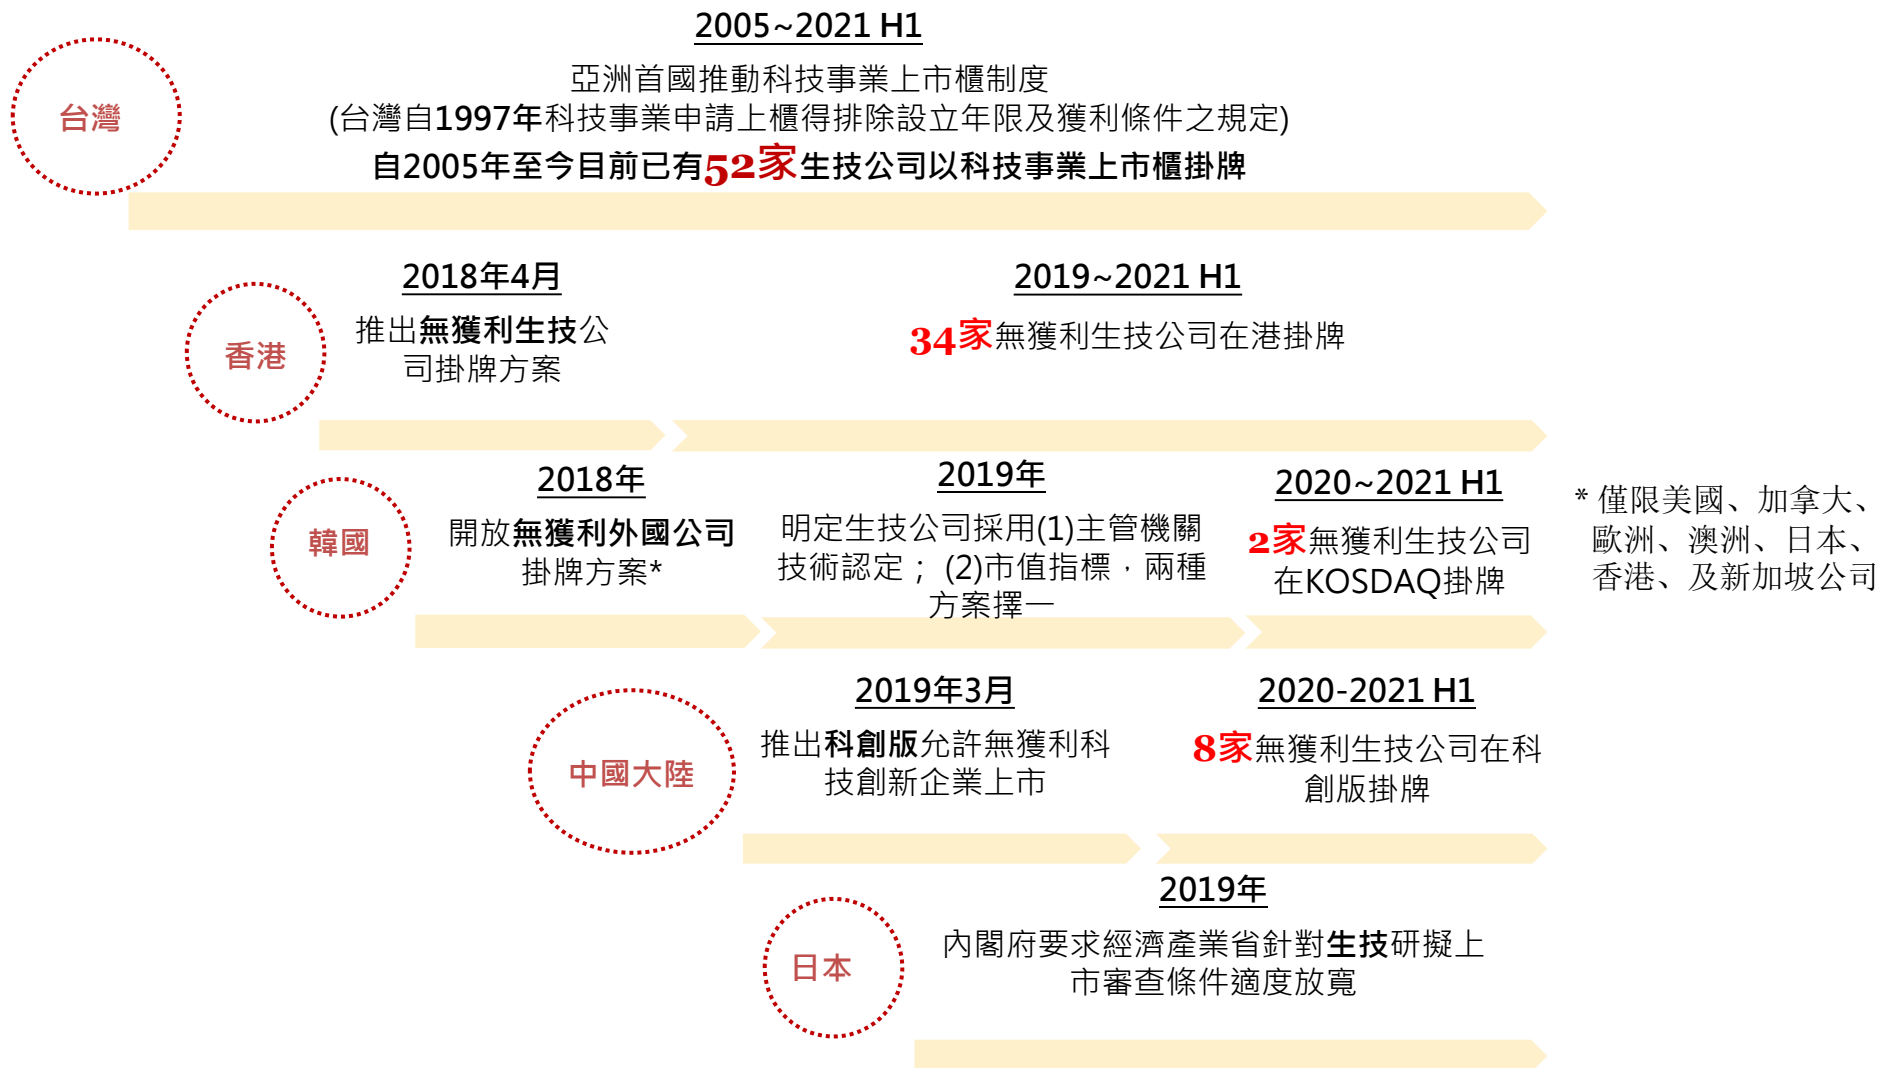 2005~2021 H1
台灣
亞洲首國推動科技事業上市櫃制度
(台灣自1997年科技事業申請上櫃得排除設立年限及獲利條件之規定)
自2005年至今目前已有52家生技公司以科技事業上市櫃掛牌
香港
2018年4月
推出無獲利生技公
司掛牌方案
2019~2021 H1
34家無獲利生技公司在港掛牌
韓國
2018年
開放無獲利外國公司
掛牌方案*
2019年
明定生技公司採用(1)主管機關
技術認定； (2)市值指標，兩種
方案擇一
2020~2021 H1
2家無獲利生技公司
在KOSDAQ掛牌
* 僅限美國、加拿大、
歐洲、澳洲、日本、
香港、及新加坡公司
中國大陸
2019年3月
推出科創版允許無獲利科
技創新企業上市
2020-2021 H1
8家無獲利生技公司在科
創版掛牌
日本
2019年
內閣府要求經濟產業省針對生技研擬上
市審查條件適度放寬